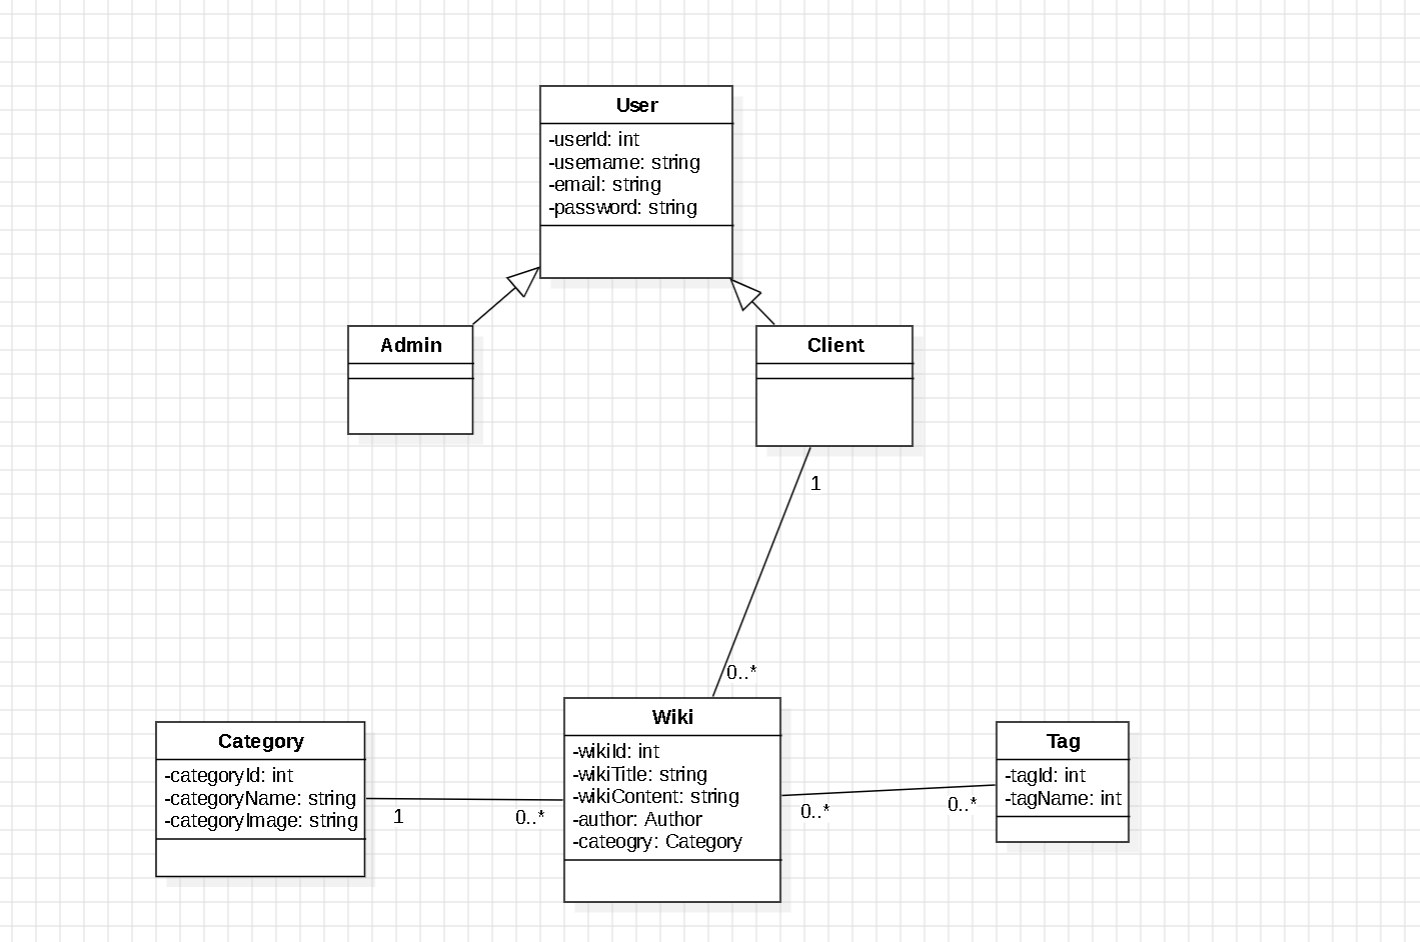 User
-userId: int
-username: string
-email: string
-password: string
Admin
Client
1
0..*
Category
-categoryId: int
-categoryName: string
-categoryImage: string
1
0..*
Wiki
-wikiId: int
-wikiTitle: string
-wikiContent: string
-author: Author
-cateogry: Category
0..*
0..*
Tag
-tagId: int
-tagName: int